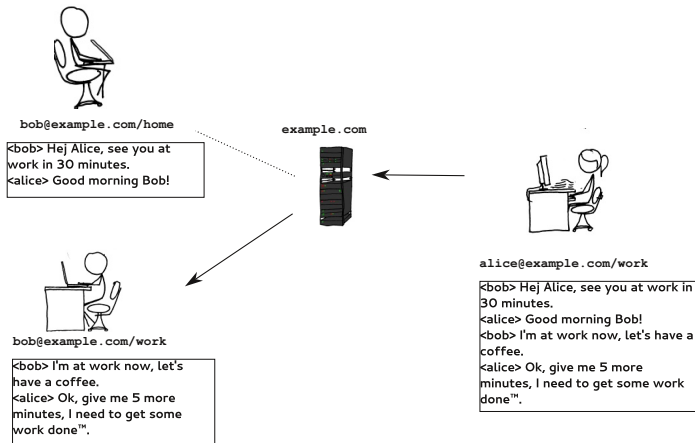 bob@example.com/home
<bob> Hej Alice, see you at
work in 30 minutes.
<alice> Good morning Bob!
example.com
alice@example.com/work
<bob> Hej Alice, see you at work in
30 minutes.
<alice> Good morning Bob!
<bob> I'm at work now, let's have a
coffee.
<alice> Ok, give me 5 more
minutes, I need to get some work
done™.
bob@example.com/work
<bob> I'm at work now, let's
have a coffee.
<alice> Ok, give me 5 more
minutes, I need to get some
work done™.